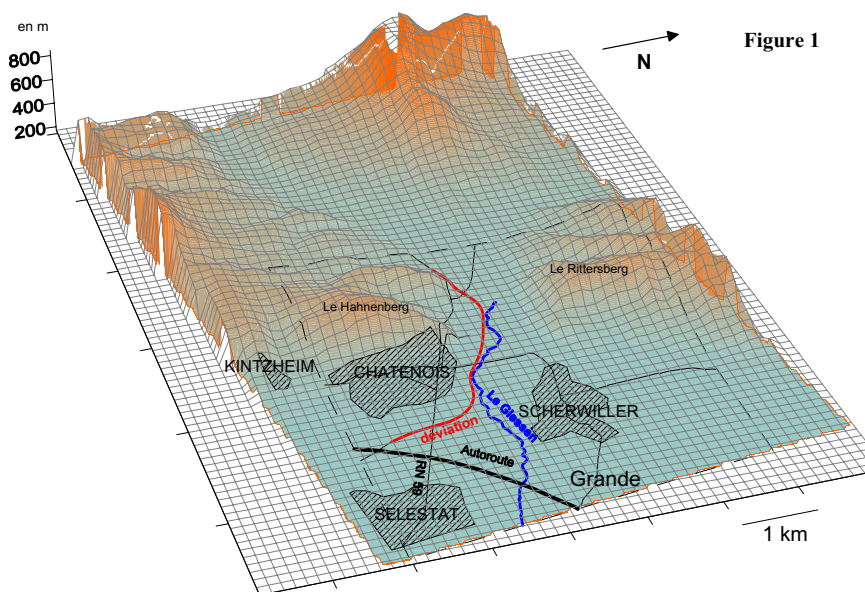 en m
Figure 1
800
600
400
200
N
Le Rittersberg
Le Hahnenberg
KINTZHEIM
CHATENOIS
SCHERWILLER
Le Giessen
déviation
Autoroute
RN 59
Grande
SELESTAT
1 km